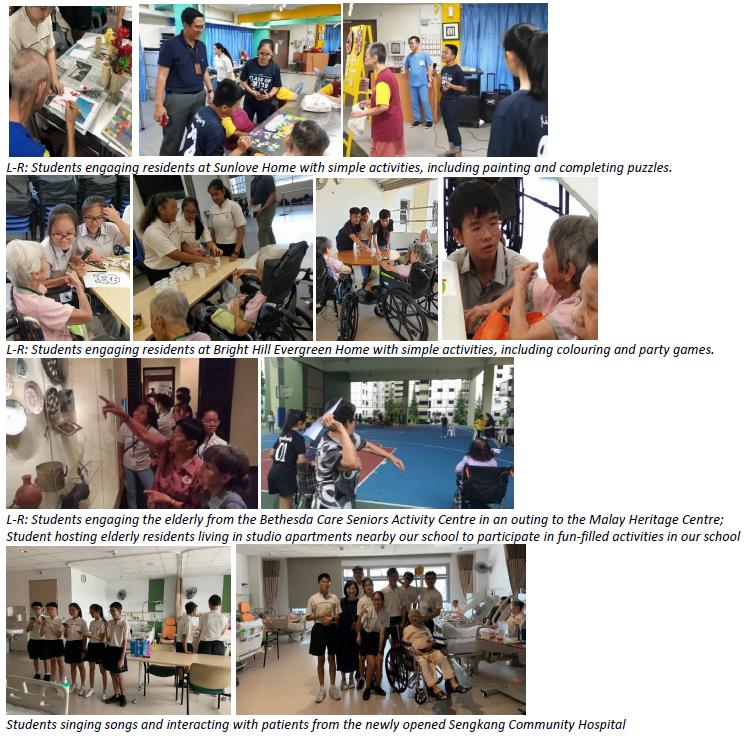 L-R: Students engaging residents at Sunlove Home with simple activities, including painting and completing puzzles.
L-R: Students engaging residents at Bright Hill Evergreen Home with simple activities, including colouring and party games.
L-R: Students engaging the elderly from the Bethesda Care Seniors Activity Centre in an outing to the Malay Heritage Centre;
Student hosting elderly residents living in studio apartments nearby our school to participate in fun-filled activities in our school
Students singing songs and interacting with patients from the newly opened Sengkang Community Hospital